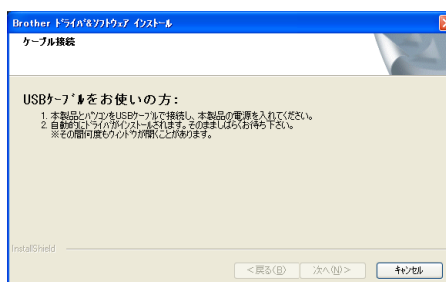 Brother ﾄﾞﾗｲﾊﾞ&ｿﾌﾄｳｪｱ ｲﾝｽﾄｰﾙ
ケーブル接続
USBｹｰﾌﾞﾙをお使いの方:
1. 本製品とﾊﾟｿｺﾝをUSBｹｰﾌﾞﾙで接続し、本製品の電源を入れてください。
2. 自動的にﾄﾞﾗｲﾊﾞがｲﾝｽﾄｰﾙされます。そのまましばらくお待ち下さい。
※その間何度もｳｨﾝﾄﾞｳが開くことがあります。
InstallShield
<戻る(B)
次へ(N)>
ｷｬﾝｾﾙ